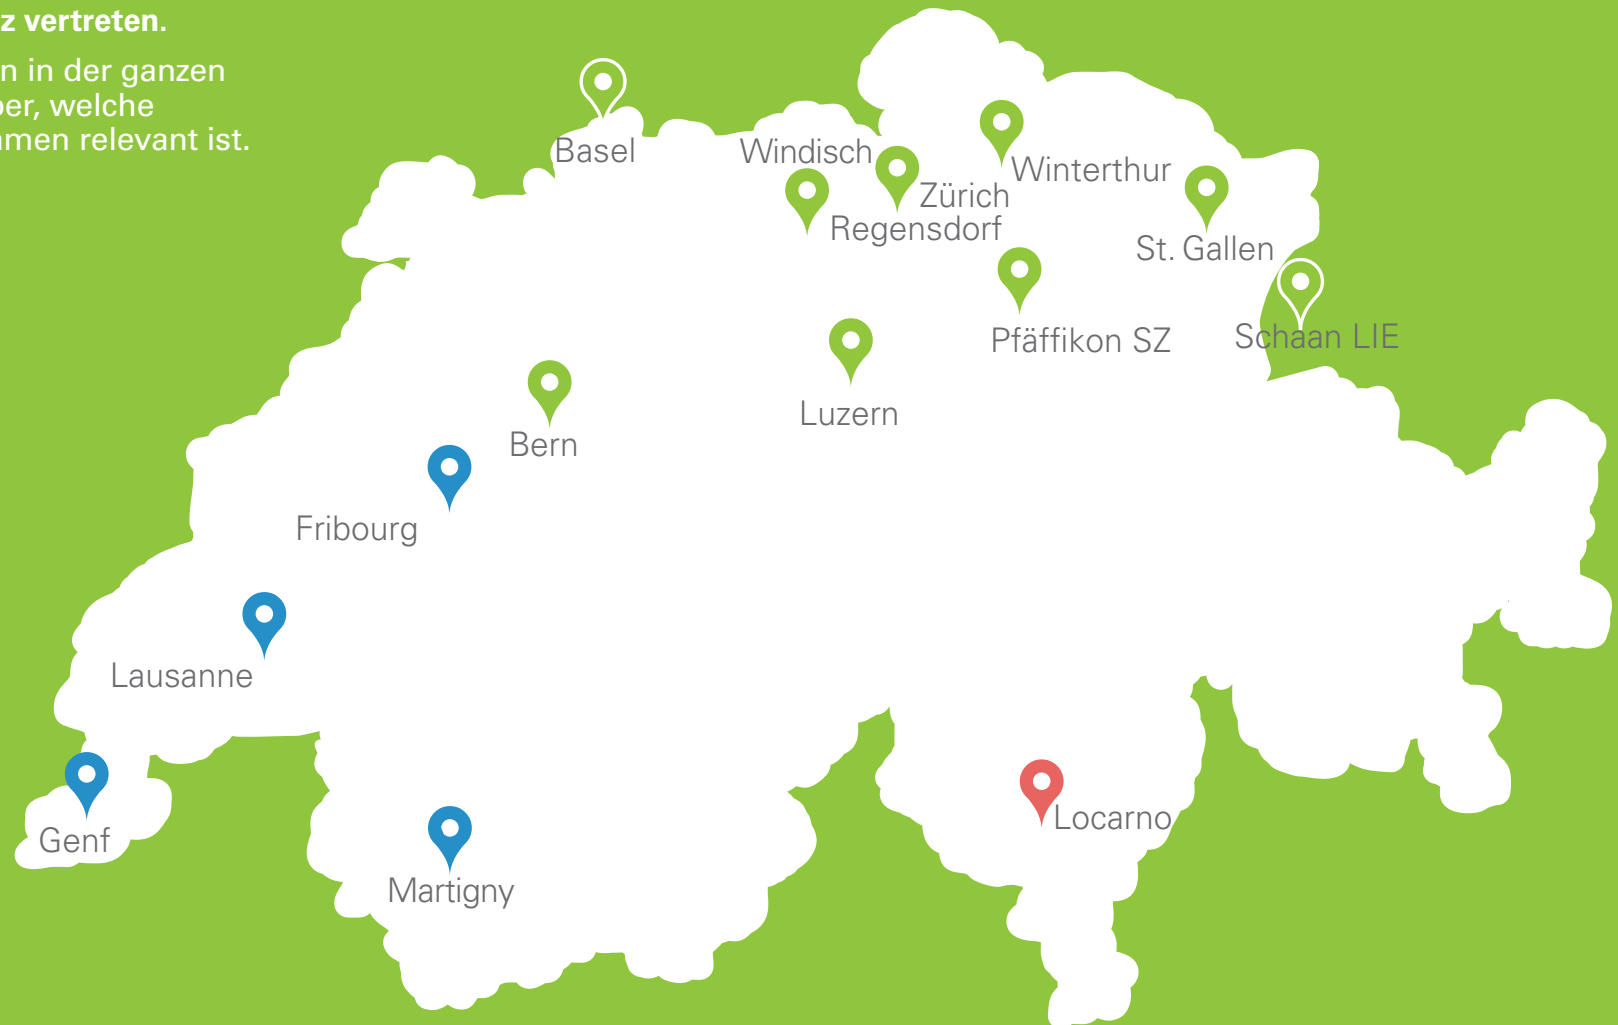 z vertreten.
n in der ganzen
er, welche
men relevant ist.
Basel
Windisch
Winterthur
Zürich
Regensdorf
St. Gallen
Schaan LIE
Pfäffikon SZ
Luzern
Bern
Fribourg
Lausanne
Genf
Martigny
Locarno